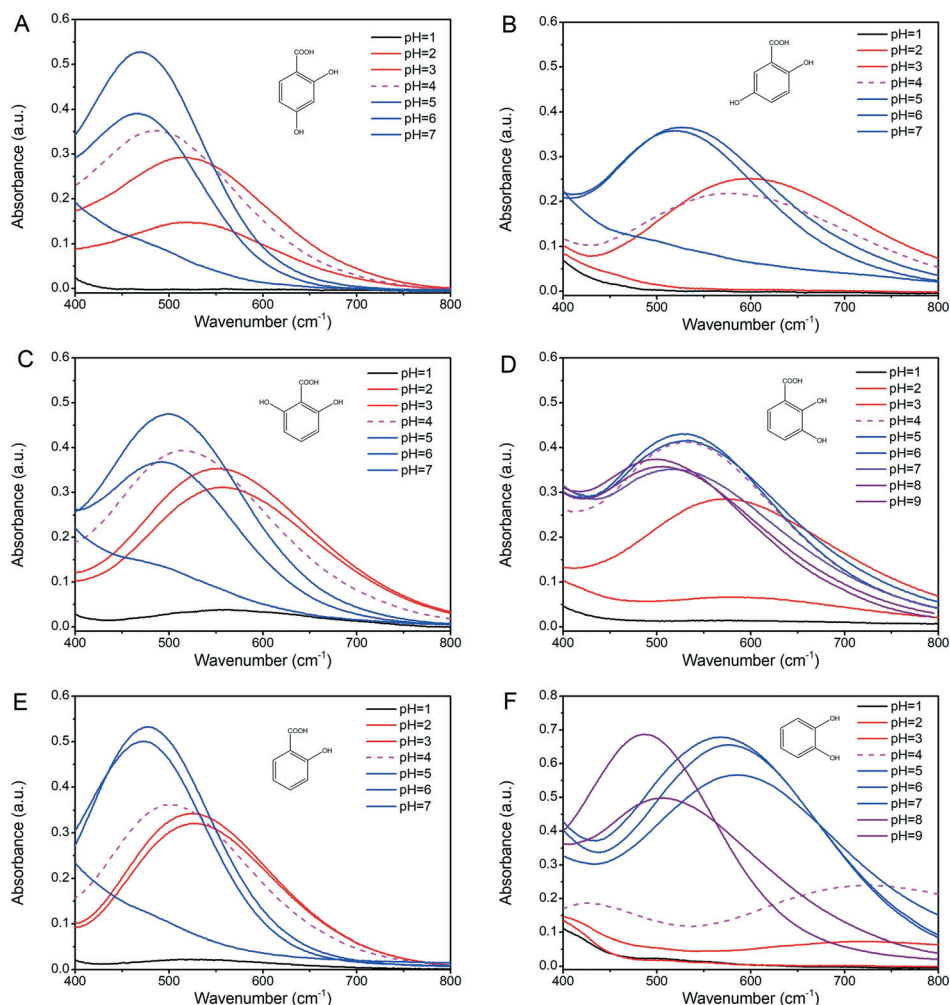 A
0.6
0.5
0.4
0.3
0.2
0.1
0.0
Absorbance (a.u.)
400 500 600 700 800
Wavenumber (cm⁻¹)
COOH
OH
OH
pH=1
pH=2
pH=3
pH=4
pH=5
pH=6
pH=7
B
0.6
0.5
0.4
0.3
0.2
0.1
0.0
Absorbance (a.u.)
400 500 600 700 800
Wavenumber (cm⁻¹)
COOH
OH
HO
pH=1
pH=2
pH=3
pH=4
pH=5
pH=6
pH=7
C
0.6
0.5
0.4
0.3
0.2
0.1
0.0
Absorbance (a.u.)
400 500 600 700 800
Wavenumber (cm⁻¹)
COOH
HO OH
pH=1
pH=2
pH=3
pH=4
pH=5
pH=6
pH=7
D
0.6
0.5
0.4
0.3
0.2
0.1
0.0
Absorbance (a.u.)
400 500 600 700 800
Wavenumber (cm⁻¹)
COOH
OH
OH
pH=1
pH=2
pH=3
pH=4
pH=5
pH=6
pH=7
pH=8
pH=9
E
0.6
0.5
0.4
0.3
0.2
0.1
0.0
Absorbance (a.u.)
400 500 600 700 800
Wavenumber (cm⁻¹)
COOH
OH
pH=1
pH=2
pH=3
pH=4
pH=5
pH=6
pH=7
F
0.8
0.7
0.6
0.5
0.4
0.3
0.2
0.1
0.0
Absorbance (a.u.)
400 500 600 700 800
Wavenumber (cm⁻¹)
OH
OH
pH=1
pH=2
pH=3
pH=4
pH=5
pH=6
pH=7
pH=8
pH=9